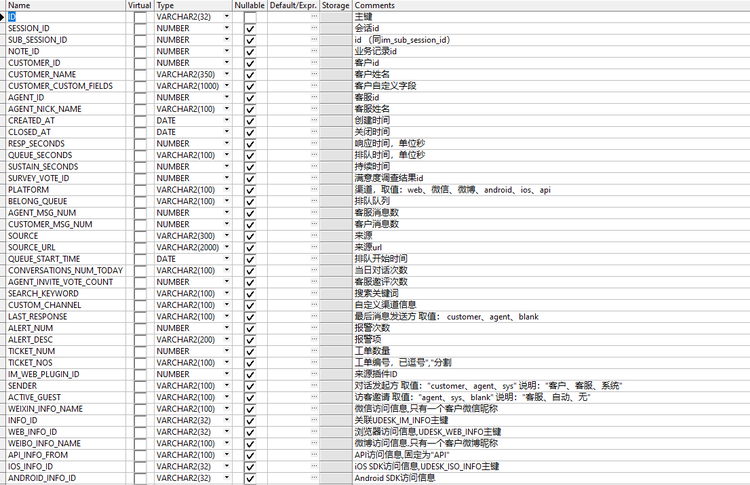 Name Virtual Type Nullable Default/Expr. Storage Comments
ID VARCHAR2(32) ... 主键
SESSION_ID NUMBER ... 会话id
SUB_SESSION_ID NUMBER ... id （同im_sub_session_id）
NOTE_ID NUMBER ... 业务记录id
CUSTOMER_ID NUMBER ... 客户id
CUSTOMER_NAME VARCHAR2(350) ... 客户姓名
CUSTOMER_CUSTOM_FIELDS VARCHAR2(1000) ... 客户自定义字段
AGENT_ID NUMBER ... 客服id
AGENT_NICK_NAME VARCHAR2(100) ... 客服姓名
CREATED_AT DATE ... 创建时间
CLOSED_AT DATE ... 关闭时间
RESP_SECONDS NUMBER ... 响应时间，单位秒
QUEUE_SECONDS VARCHAR2(100) ... 排队时间，单位秒
SUSTAIN_SECONDS NUMBER ... 持续时间
SURVEY_VOTE_ID NUMBER ... 满意度调查结果id
PLATFORM VARCHAR2(100) ... 渠道，取值：web、微信、微博、android、ios、api
BELONG_QUEUE VARCHAR2(100) ... 排队队列
AGENT_MSG_NUM NUMBER ... 客服消息数
CUSTOMER_MSG_NUM NUMBER ... 客户消息数
SOURCE VARCHAR2(300) ... 来源
SOURCE_URL VARCHAR2(2000) ... 来源url
QUEUE_START_TIME DATE ... 排队开始时间
CONVERSATIONS_NUM_TODAY VARCHAR2(100) ... 当日对话次数
AGENT_INVITE_VOTE_COUNT NUMBER ... 客服邀评次数
SEARCH_KEYWORD VARCHAR2(100) ... 搜素关键词
CUSTOM_CHANNEL VARCHAR2(100) ... 自定义渠道信息
LAST_RESPONSE VARCHAR2(100) ... 最后消息发送方 取值： customer、agent、blank
ALERT_NUM NUMBER ... 报警次数
ALERT_DESC VARCHAR2(200) ... 报警项
TICKET_NUM NUMBER ... 工单数量
TICKET_NOS VARCHAR2(100) ... 工单编号，已逗号","分割
IM_WEB_PLUGIN_ID NUMBER ... 来源插件ID
SENDER VARCHAR2(100) ... 对话发起方 取值："customer、agent、sys" 说明："客户、客服、系统"
ACTIVE_GUEST VARCHAR2(100) ... 访客邀请 取值："agent、sys、blank" 说明："客服、自动、无"
WEIXIN_INFO_NAME VARCHAR2(100) ... 微信访问信息,只有一个客户微信昵称
INFO_ID VARCHAR2(32) ... 关联UDESK_IM_INFO主键
WEB_INFO_ID VARCHAR2(32) ... 浏览器访问信息,UDESK_WEB_INFO主键
WEIBO_INFO_NAME VARCHAR2(100) ... 微博访问信息.只有一个客户微博昵称
API_INFO_FROM VARCHAR2(100) ... API访问信息,固定为"API"
IOS_INFO_ID VARCHAR2(32) ... iOS SDK访问信息,UDESK_ISO_INFO主键
ANDROID_INFO_ID VARCHAR2(32) ... Android SDK访问信息